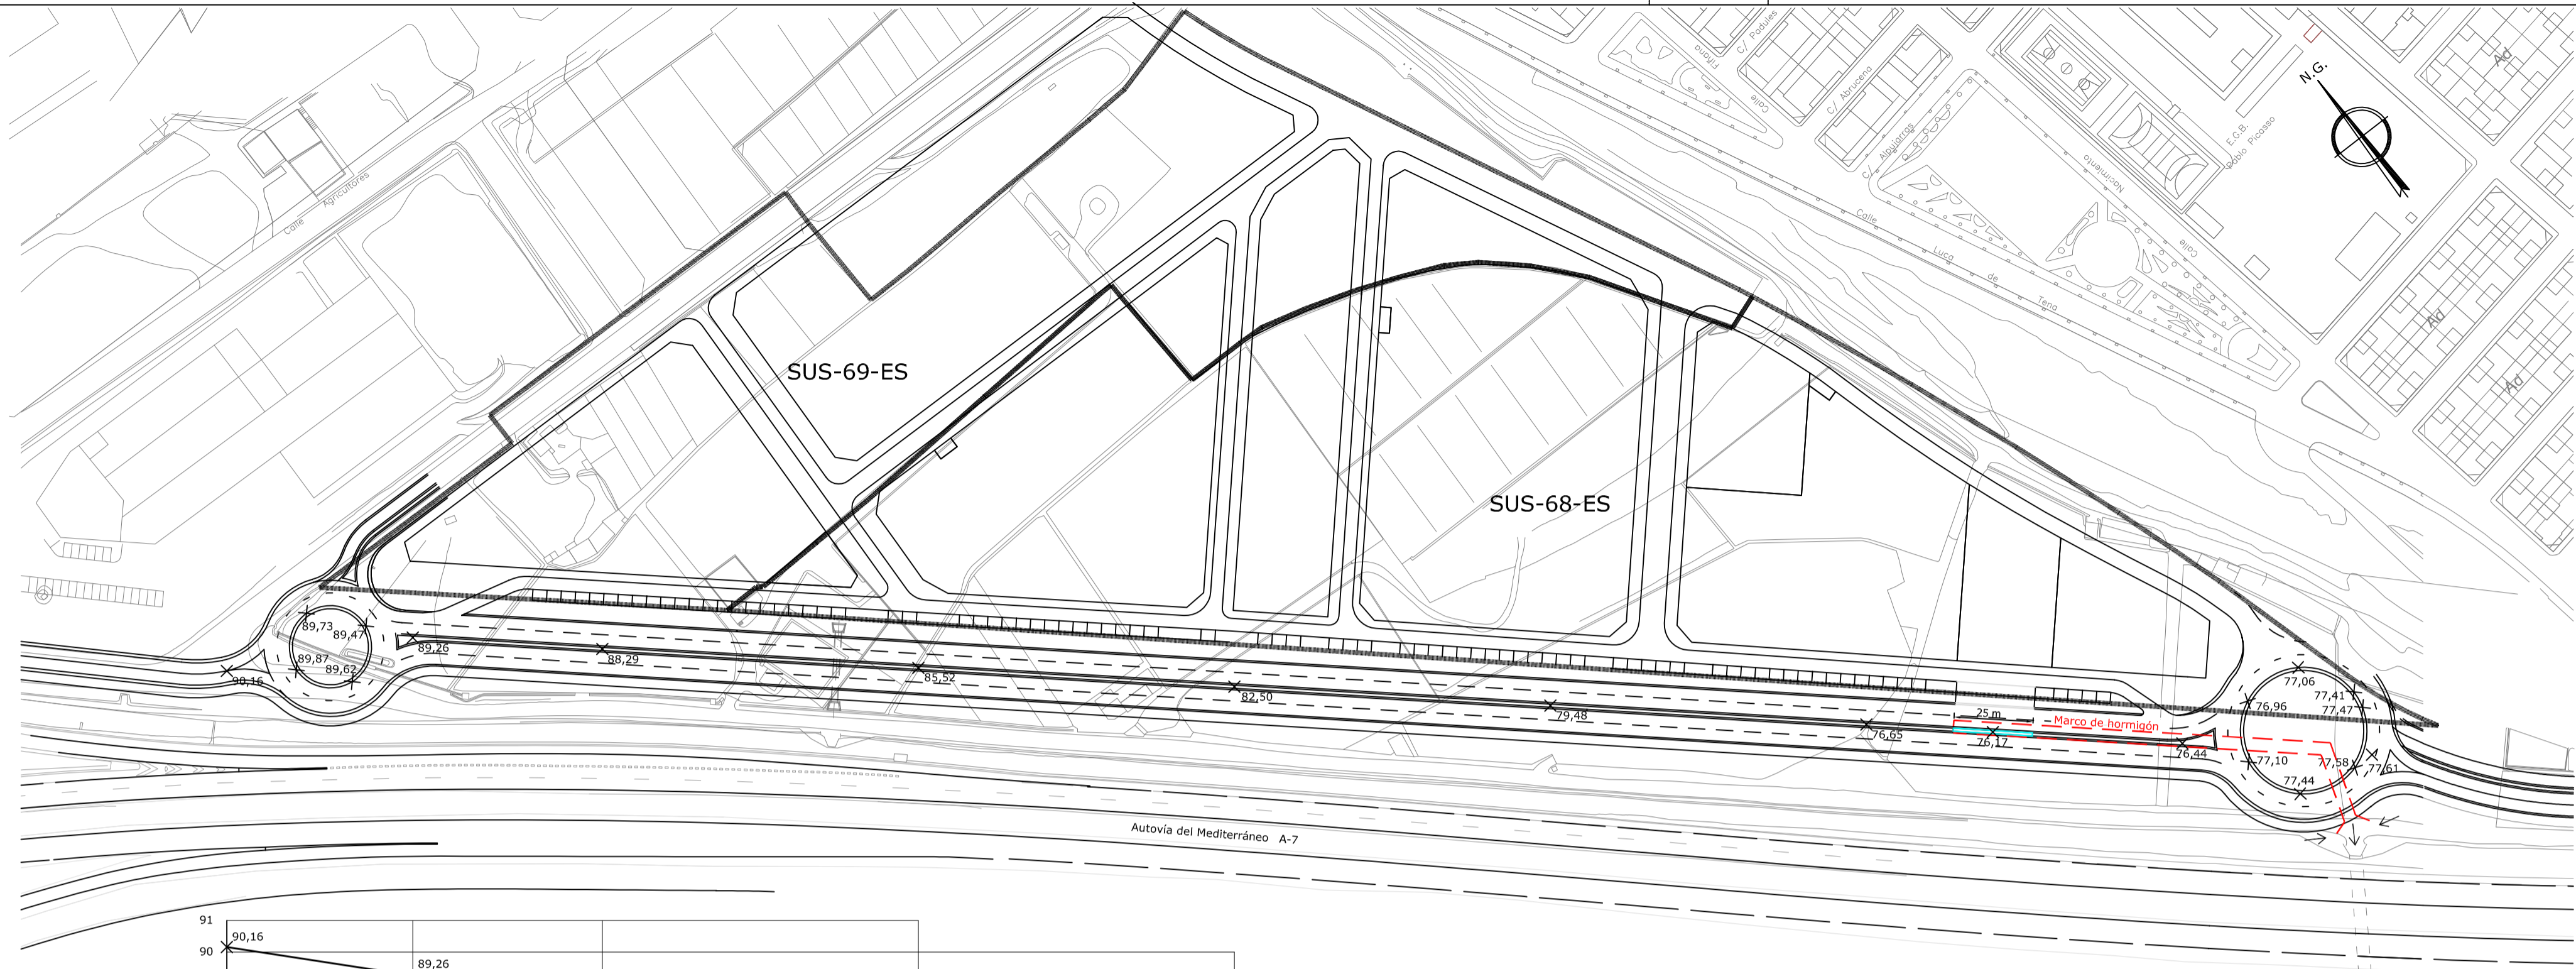 Calle Agricultores
Calle Fiñana
C/ Padules
C/ Abrucena
C/ Alpujarras
Calle Nacimiento
E.G.B.
Pablo Picasso
Calle Luca de Tena
Ad
Ad
Ad
N.G.
SUS-69-ES
SUS-68-ES
89,73
89,47
89,87
89,62
90,16
89,26
88,29
85,52
82,50
79,48
76,65
25 m
Marco de hormigón
76,17
76,44
77,06
77,41
77,47
76,96
77,10
77,58
77,61
77,44
Autovía del Mediterráneo A-7
91
90,16
90
89,26